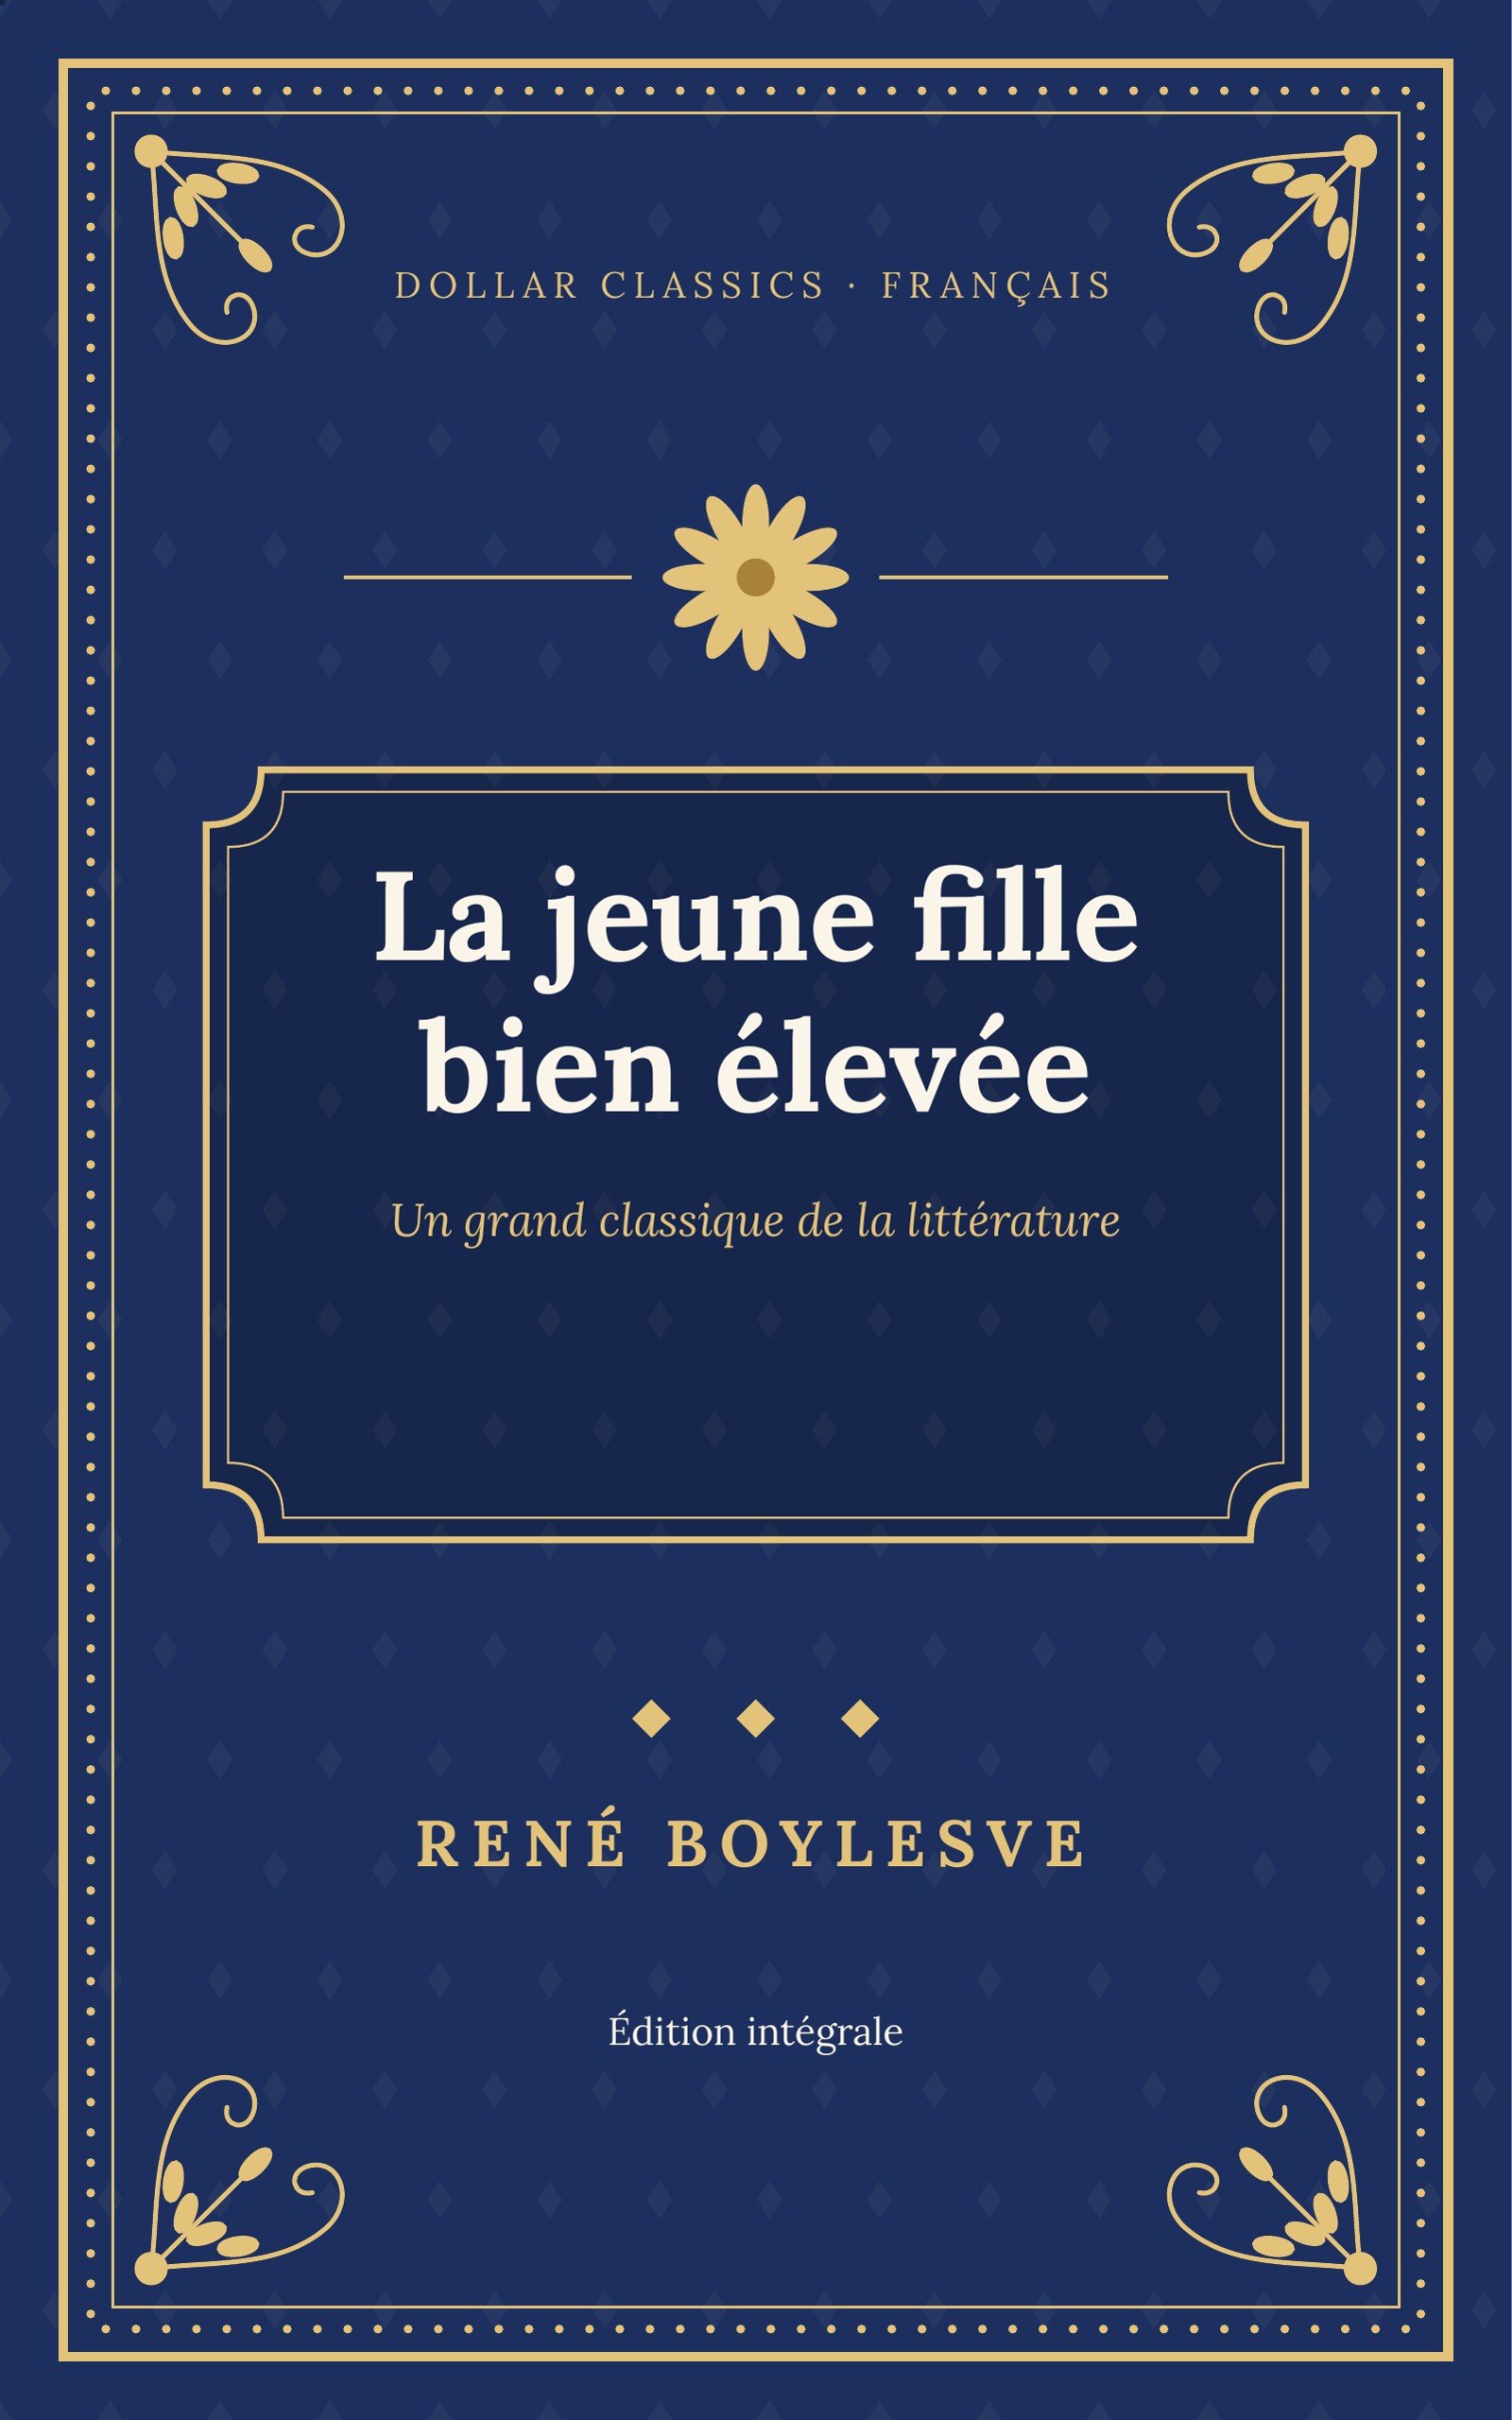 DOLLAR CLASSICS · FRANÇAIS
La jeune fille
bien élevée
Un grand classique de la littérature
RENÉ BOYLESVE
Édition intégrale